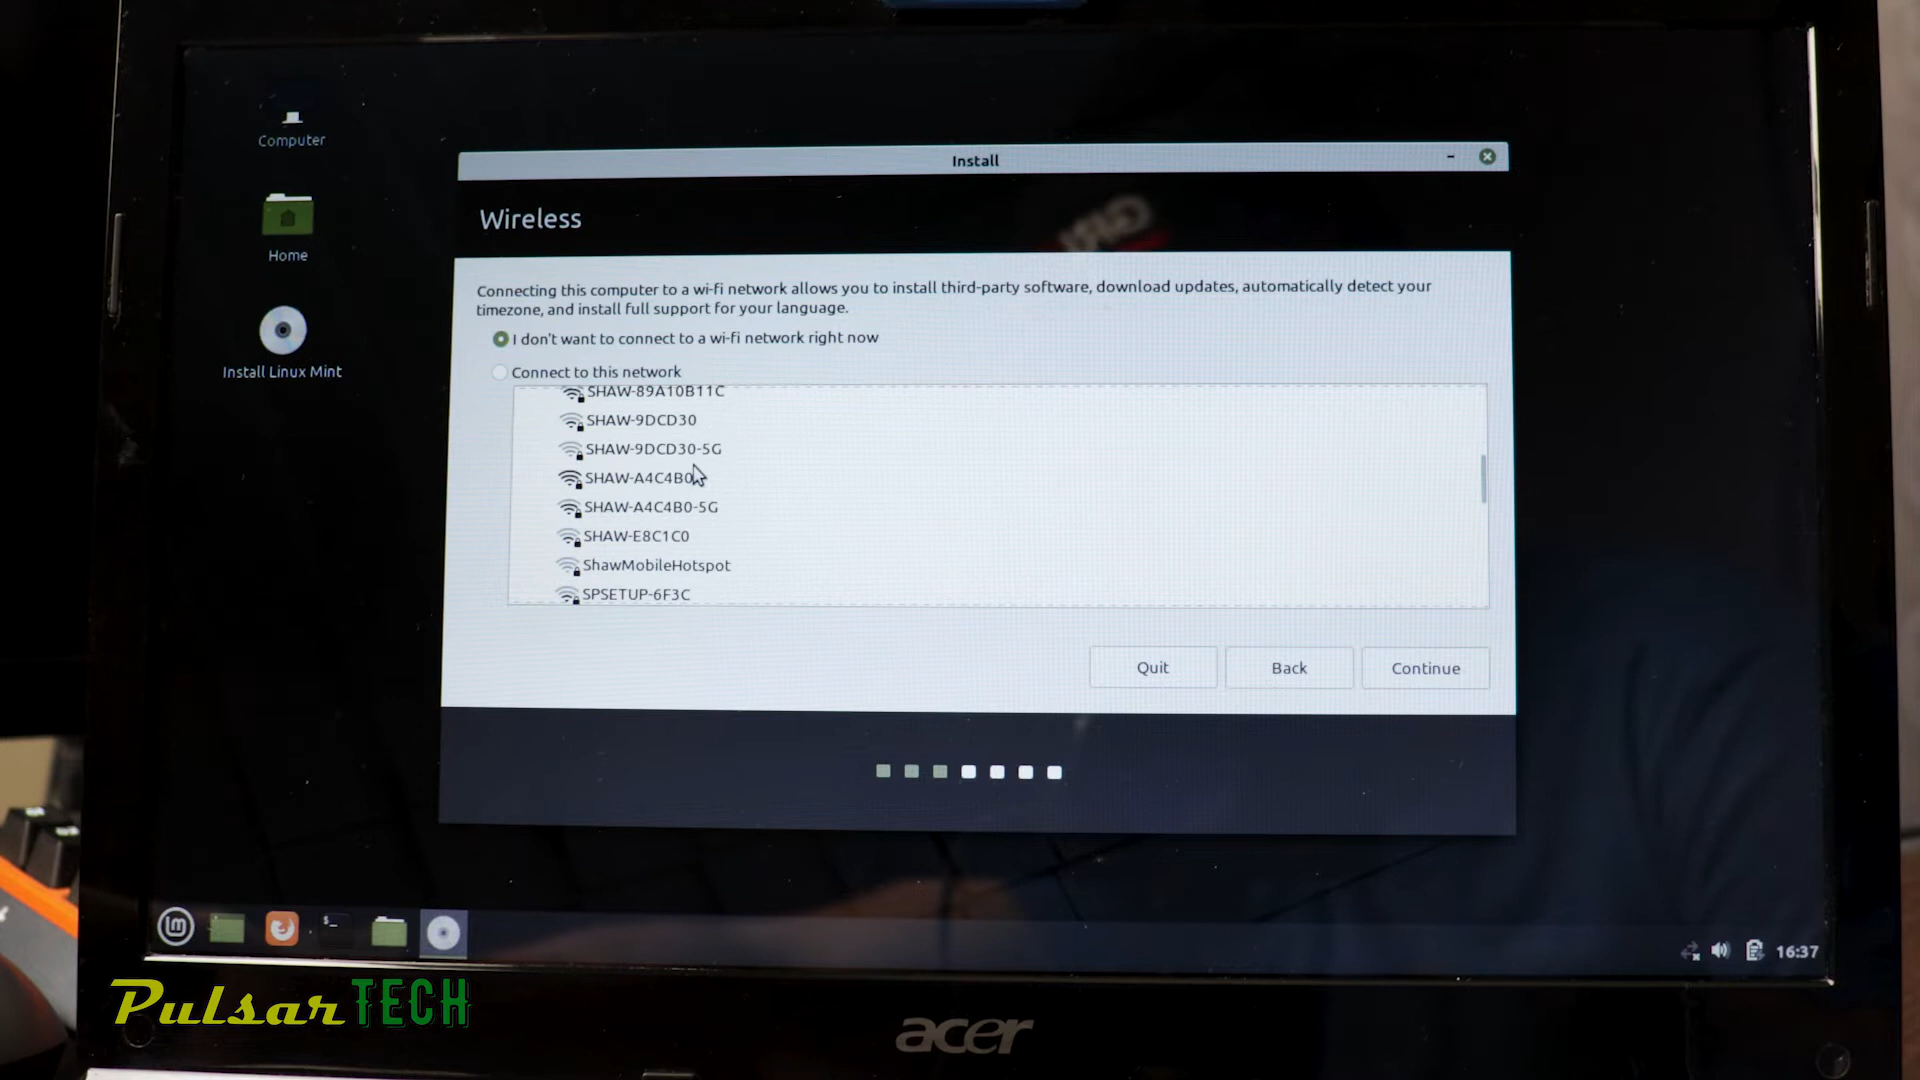 Computer
Home
Install Linux Mint
Install
Wireless
Connecting this computer to a wi-fi network allows you to install third-party software, download updates, automatically detect your
timezone, and install full support for your language.
I don't want to connect to a wi-fi network right now
Connect to this network
SHAW-89A10B11C
SHAW-9DCD30
SHAW-9DCD30-5G
SHAW-A4C4B0
SHAW-A4C4B0-5G
SHAW-E8C1C0
ShawMobileHotspot
SPSETUP-6F3C
Quit
Back
Continue
$_
16:37
Pulsar TECH
acer